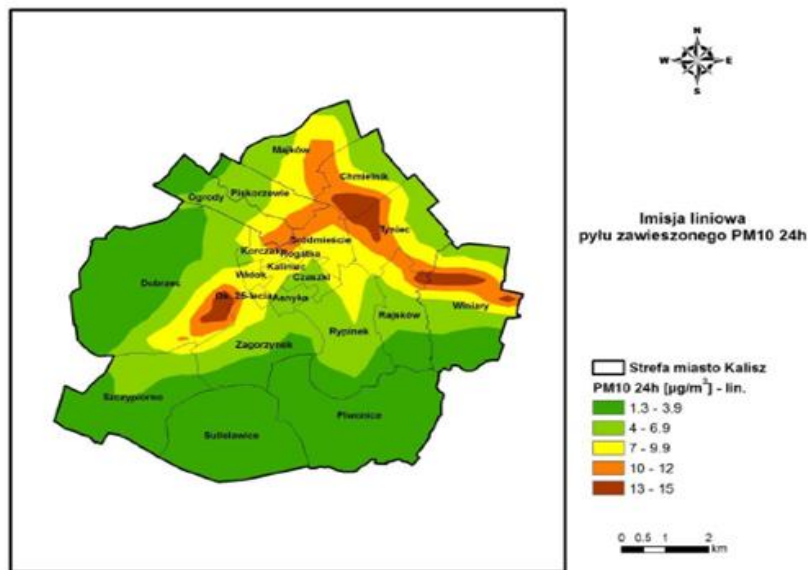 N
W E
S
Imisja liniowa
pyłu zawieszonego PM10 24h
Majków
Chmielnik
Piskorzewie
Ogrody
Tyniec
Śródmieście
Korczak
Rogatka
Kaliniec
Widok
Czaszki
Dobrzec
Os. 25-lecia
Asnyka
Winiary
Rajsków
Rypinek
Zagorzynek
Szczypiorno
Sulisławice
Piwonice
Strefa miasto Kalisz
PM10 24h [µg/m³] - lin.
1.3 - 3.9
4 - 6.9
7 - 9.9
10 - 12
13 - 15
0 0.5 1 2
km